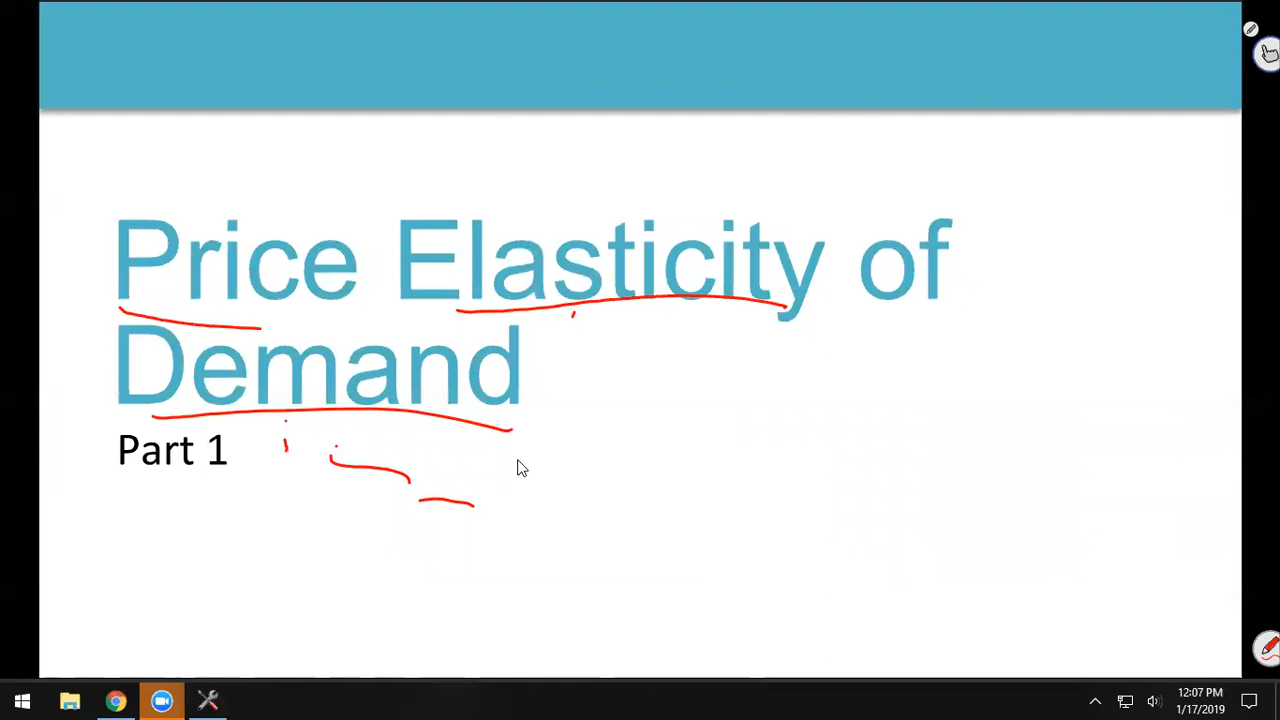 Price Elasticity of
Demand
Part 1
12:07 PM
1/17/2019